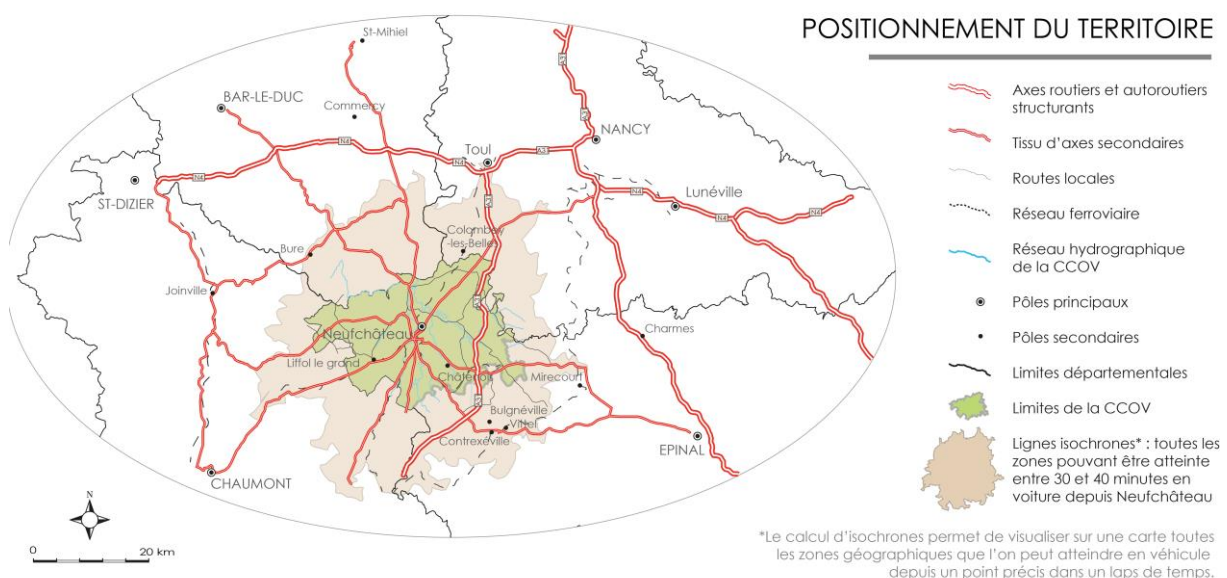 POSITIONNEMENT DU TERRITOIRE
St-Mihiel
BAR-LE-DUC
Commercy
A31
NANCY
Toul
N4
N4
N4
A31
ST-DIZIER
N4
Lunéville
N4
N4
Colombey
-les-Belles
Bure
Joinville
Neufchâteau
Charmes
Liffol le grand
Châtenois
Mirecourt
Bulgnéville
Vittel
Contrexéville
EPINAL
CHAUMONT
N
0 20 km
Axes routiers et autoroutiers
structurants
Tissu d'axes secondaires
Routes locales
Réseau ferroviaire
Réseau hydrographique
de la CCOV
Pôles principaux
Pôles secondaires
Limites départementales
Limites de la CCOV
Lignes isochrones* : toutes les
zones pouvant être atteinte
entre 30 et 40 minutes en
voiture depuis Neufchâteau
*Le calcul d'isochrones permet de visualiser sur une carte toutes
les zones géographiques que l'on peut atteindre en véhicule
depuis un point précis dans un laps de temps.